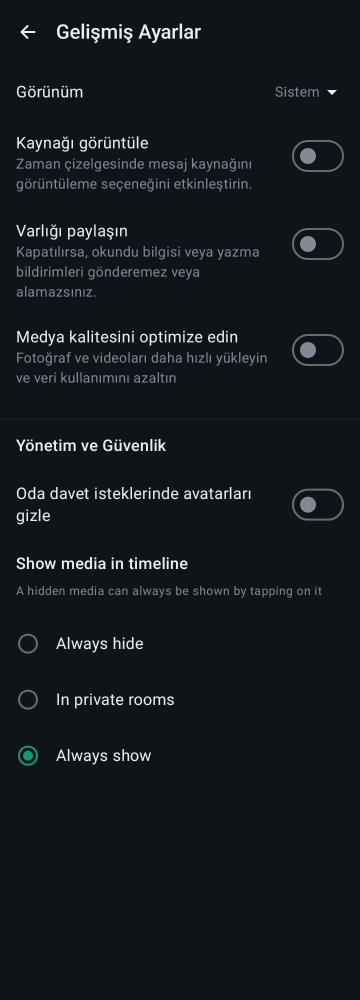 Gelişmiş Ayarlar
Görünüm
Sistem
Kaynağı görüntüle
Zaman çizelgesinde mesaj kaynağını
görüntüleme seçeneğini etkinleştirin.
Varlığı paylaşın
Kapatılırsa, okundu bilgisi veya yazma
bildirimleri gönderemez veya
alamazsınız.
Medya kalitesini optimize edin
Fotoğraf ve videoları daha hızlı yükleyin
ve veri kullanımını azaltın
Yönetim ve Güvenlik
Oda davet isteklerinde avatarları
gizle
Show media in timeline
A hidden media can always be shown by tapping on it
Always hide
In private rooms
Always show